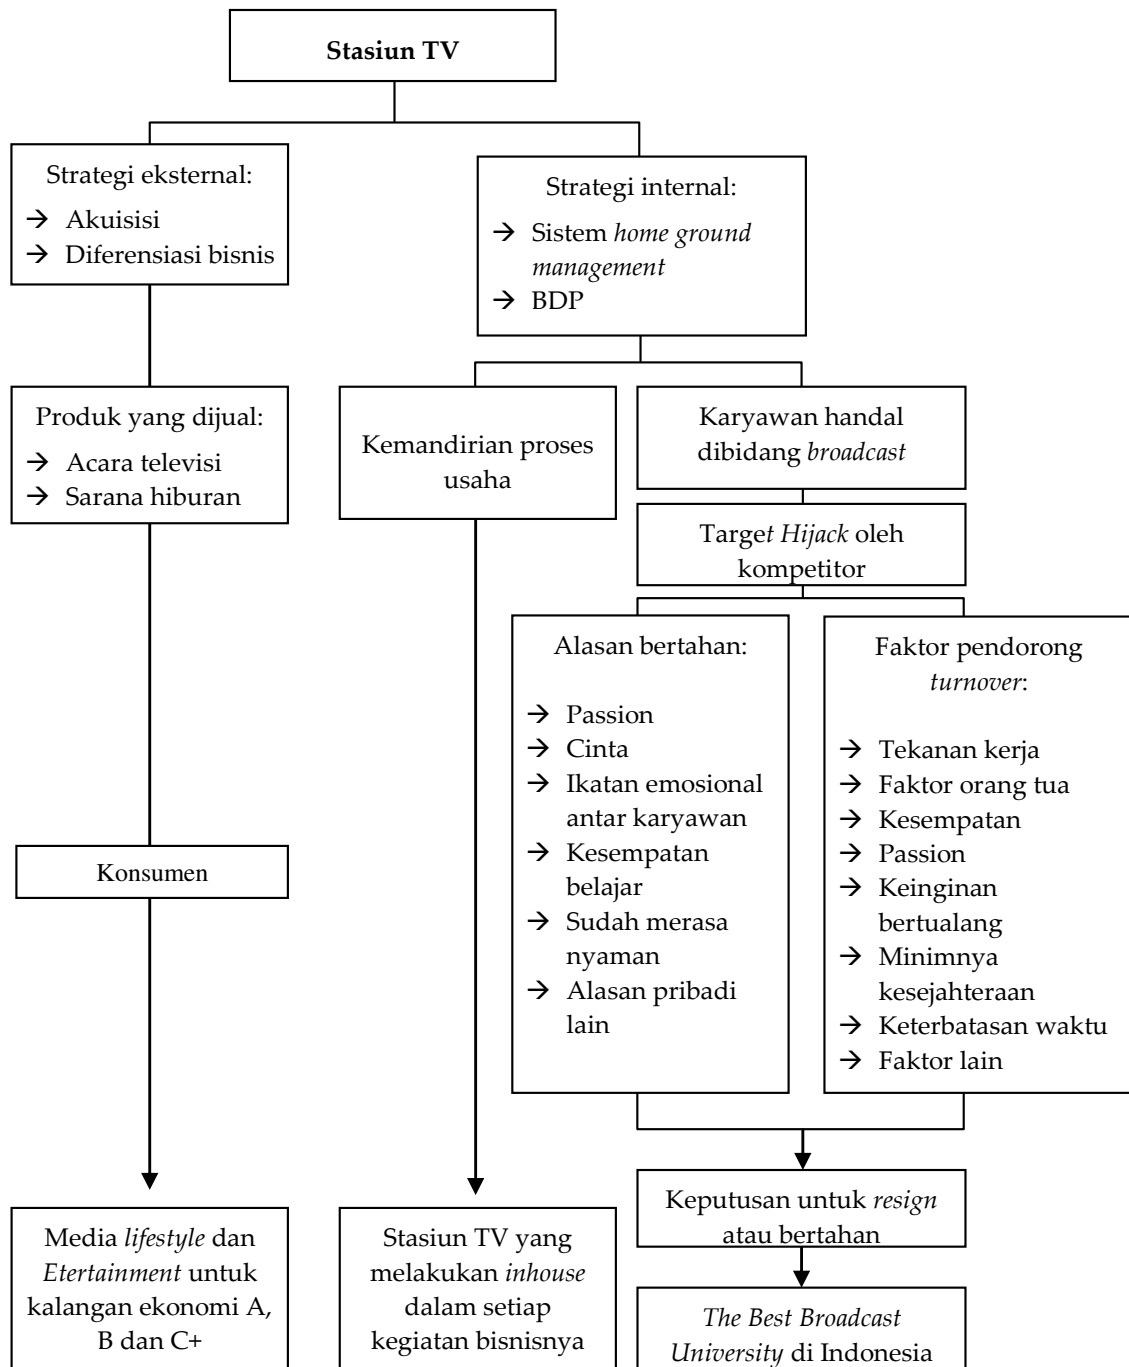 Stasiun TV
Strategi eksternal:
→ Akuisisi
→ Diferensiasi bisnis
Strategi internal:
→ Sistem home ground
management
→ BDP
Produk yang dijual:
→ Acara televisi
→ Sarana hiburan
Kemandirian proses
usaha
Karyawan handal
dibidang broadcast
Target Hijack oleh
kompetitor
Alasan bertahan:
→ Passion
→ Cinta
→ Ikatan emosional
antar karyawan
→ Kesempatan
belajar
→ Sudah merasa
nyaman
→ Alasan pribadi
lain
Faktor pendorong
turnover:
→ Tekanan kerja
→ Faktor orang tua
→ Kesempatan
→ Passion
→ Keinginan
bertualang
→ Minimnya
kesejahteraan
→ Keterbatasan waktu
→ Faktor lain
Konsumen
Keputusan untuk resign
atau bertahan
Media lifestyle dan
Etertainment untuk
kalangan ekonomi A,
B dan C+
Stasiun TV yang
melakukan inhouse
dalam setiap
kegiatan bisnisnya
The Best Broadcast
University di Indonesia